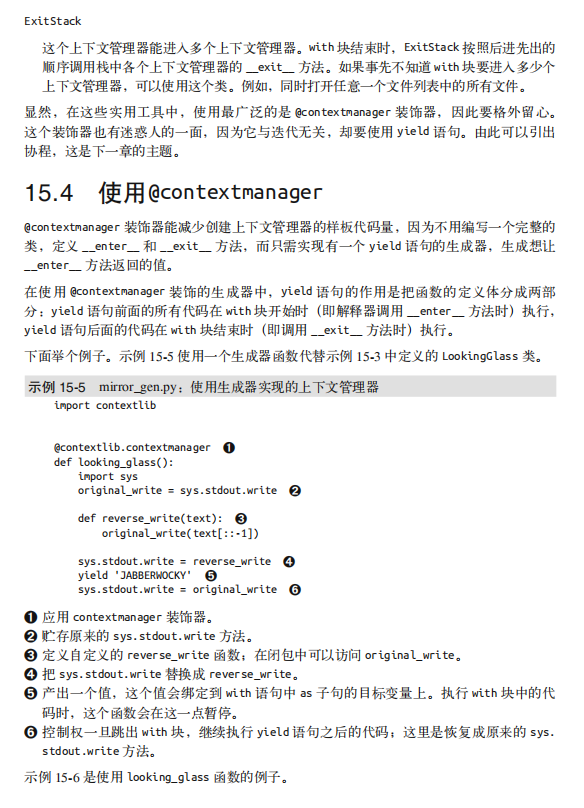 ExitStack
这个上下文管理器能进入多个上下文管理器。with 块结束时，ExitStack 按照后进先出的
顺序调用栈中各个上下文管理器的 __exit__ 方法。如果事先不知道 with 块要进入多少个
上下文管理器，可以使用这个类。例如，同时打开任意一个文件列表中的所有文件。
显然，在这些实用工具中，使用最广泛的是 @contextmanager 装饰器，因此要格外留心。
这个装饰器也有迷惑人的一面，因为它与迭代无关，却要使用 yield 语句。由此可以引出
协程，这是下一章的主题。
15.4 使用@contextmanager
@contextmanager 装饰器能减少创建上下文管理器的样板代码量，因为不用编写一个完整的
类，定义 __enter__ 和 __exit__ 方法，而只需实现有一个 yield 语句的生成器，生成想让
__enter__ 方法返回的值。
在使用 @contextmanager 装饰的生成器中，yield 语句的作用是把函数的定义体分成两部
分：yield 语句前面的所有代码在 with 块开始时（即解释器调用 __enter__ 方法时）执行，
yield 语句后面的代码在 with 块结束时（即调用 __exit__ 方法时）执行。
下面举个例子。示例 15-5 使用一个生成器函数代替示例 15-3 中定义的 LookingGlass 类。
示例 15-5 mirror_gen.py：使用生成器实现的上下文管理器
import contextlib
@contextlib.contextmanager ❶
def looking_glass():
import sys
original_write = sys.stdout.write ❷
def reverse_write(text): ❸
original_write(text[::-1])
sys.stdout.write = reverse_write ❹
yield 'JABBERWOCKY' ❺
sys.stdout.write = original_write ❻
❶ 应用 contextmanager 装饰器。
❷ 贮存原来的 sys.stdout.write 方法。
❸ 定义自定义的 reverse_write 函数；在闭包中可以访问 original_write。
❹ 把 sys.stdout.write 替换成 reverse_write。
❺ 产出一个值，这个值会绑定到 with 语句中 as 子句的目标变量上。执行 with 块中的代
码时，这个函数会在这一点暂停。
❻ 控制权一旦跳出 with 块，继续执行 yield 语句之后的代码；这里是恢复成原来的 sys.
stdout.write 方法。
示例 15-6 是使用 looking_glass 函数的例子。